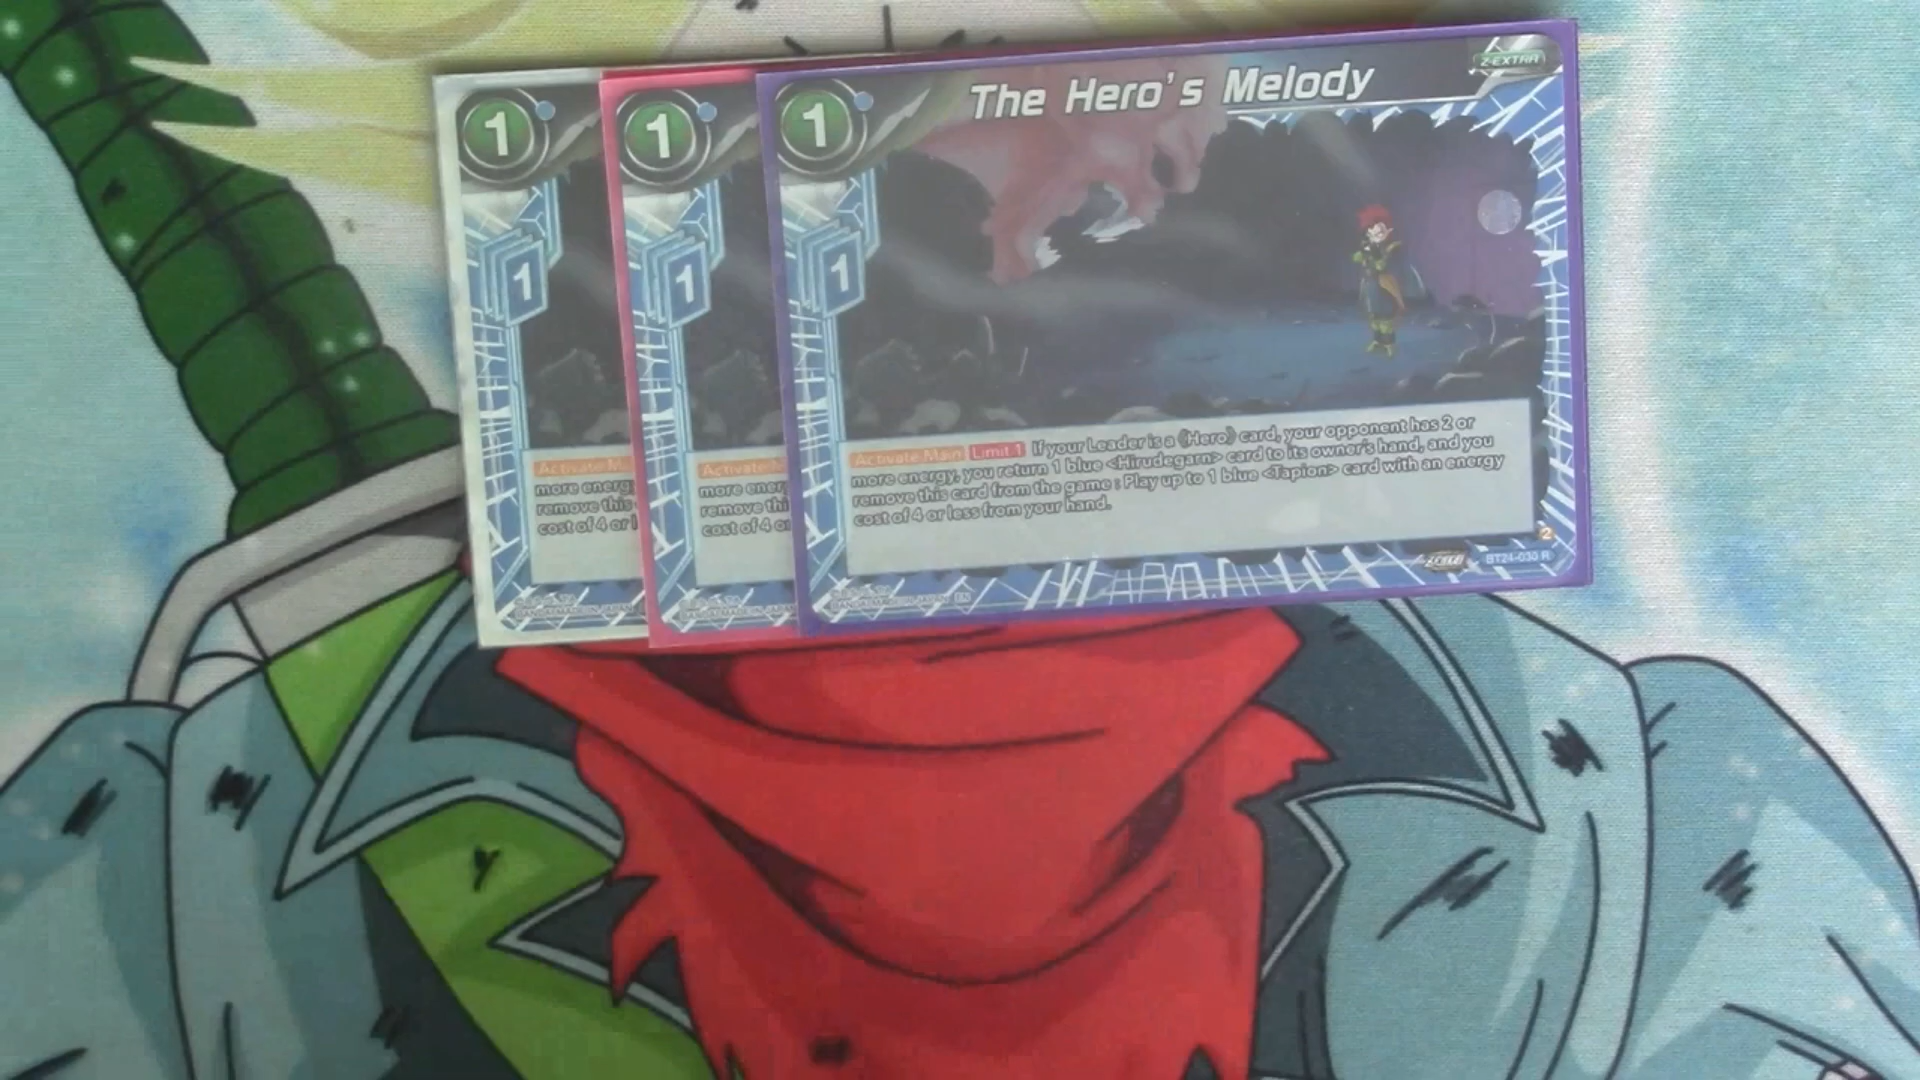 The Hero's Melody
Z-EXTRA
1
1
1
1
1
1
Activate Main Limit 1 If your Leader is a 《Hero》 card, your opponent has 2 or
more energy, you return 1 blue <Hirudegarn> card to its owner's hand, and you
remove this card from the game : Play up to 1 blue <Tapion> card with an energy
cost of 4 or less from your hand.
Activate M
more energ
remove this
cost of 4 or l
Activate M
more ener
remove thi
cost of 4 o
2
BT24-030 R
EN